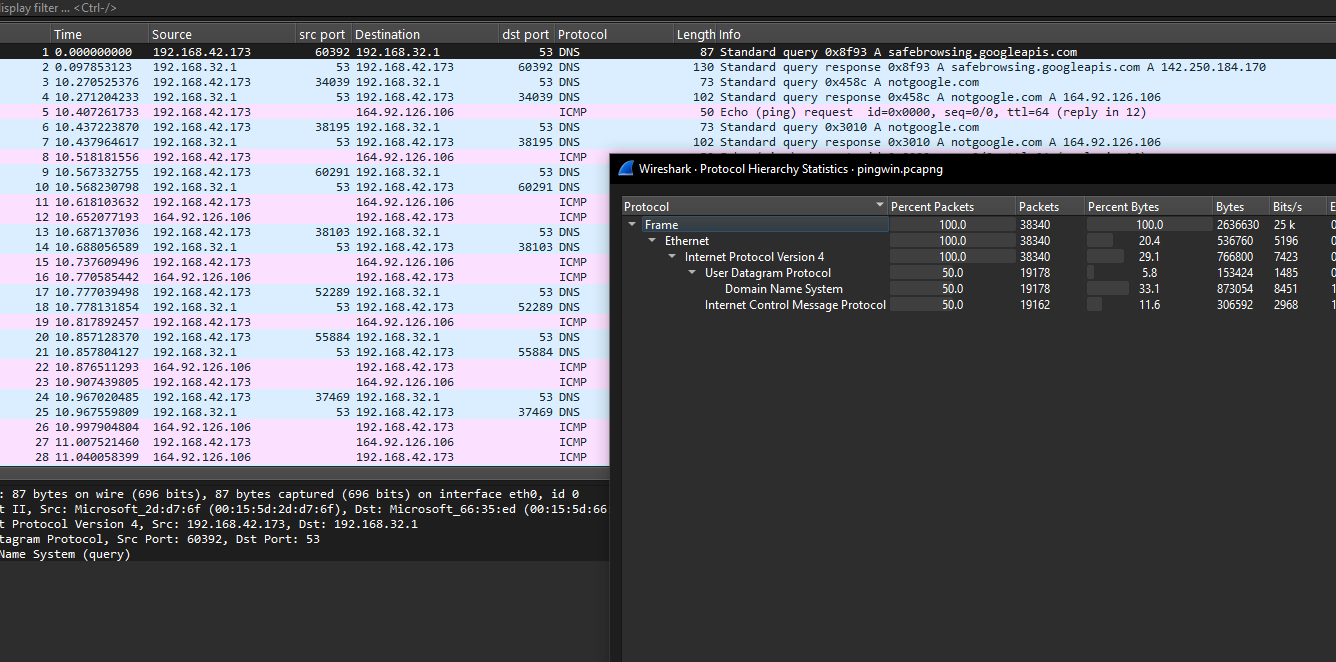 display filter ... <Ctrl-/>
Time Source src port Destination dst port Protocol Length Info
1 0.000000000 192.168.42.173 60392 192.168.32.1 53 DNS 87 Standard query 0x8f93 A safebrowsing.googleapis.com
2 0.097853123 192.168.32.1 53 192.168.42.173 60392 DNS 130 Standard query response 0x8f93 A safebrowsing.googleapis.com A 142.250.184.170
3 10.270525376 192.168.42.173 34039 192.168.32.1 53 DNS 73 Standard query 0x458c A notgoogle.com
4 10.271204233 192.168.32.1 53 192.168.42.173 34039 DNS 102 Standard query response 0x458c A notgoogle.com A 164.92.126.106
5 10.407261733 192.168.42.173 164.92.126.106 ICMP 50 Echo (ping) request id=0x0000, seq=0/0, ttl=64 (reply in 12)
6 10.437223870 192.168.42.173 38195 192.168.32.1 53 DNS 73 Standard query 0x3010 A notgoogle.com
7 10.437964617 192.168.32.1 53 192.168.42.173 38195 DNS 102 Standard query response 0x3010 A notgoogle.com A 164.92.126.106
8 10.518181556 192.168.42.173 164.92.126.106 ICMP
9 10.567332755 192.168.42.173 60291 192.168.32.1 53 DNS
10 10.568230798 192.168.32.1 53 192.168.42.173 60291 DNS
11 10.618103632 192.168.42.173 164.92.126.106 ICMP
12 10.652077193 164.92.126.106 192.168.42.173 ICMP
13 10.687137036 192.168.42.173 38103 192.168.32.1 53 DNS
14 10.688056589 192.168.32.1 53 192.168.42.173 38103 DNS
15 10.737609496 192.168.42.173 164.92.126.106 ICMP
16 10.770585442 164.92.126.106 192.168.42.173 ICMP
17 10.777039498 192.168.42.173 52289 192.168.32.1 53 DNS
18 10.778131854 192.168.32.1 53 192.168.42.173 52289 DNS
19 10.817892457 192.168.42.173 164.92.126.106 ICMP
20 10.857128370 192.168.42.173 55884 192.168.32.1 53 DNS
21 10.857804127 192.168.32.1 53 192.168.42.173 55884 DNS
22 10.876511293 164.92.126.106 192.168.42.173 ICMP
23 10.907439805 192.168.42.173 164.92.126.106 ICMP
24 10.967020485 192.168.42.173 37469 192.168.32.1 53 DNS
25 10.967559809 192.168.32.1 53 192.168.42.173 37469 DNS
26 10.997904804 164.92.126.106 192.168.42.173 ICMP
27 11.007521460 192.168.42.173 164.92.126.106 ICMP
28 11.040058399 164.92.126.106 192.168.42.173 ICMP
: 87 bytes on wire (696 bits), 87 bytes captured (696 bits) on interface eth0, id 0
t II, Src: Microsoft_2d:d7:6f (00:15:5d:2d:d7:6f), Dst: Microsoft_66:35:ed (00:15:5d:66:
t Protocol Version 4, Src: 192.168.42.173, Dst: 192.168.32.1
tagram Protocol, Src Port: 60392, Dst Port: 53
Name System (query)
Wireshark · Protocol Hierarchy Statistics · pingwin.pcapng
Protocol Percent Packets Packets Percent Bytes Bytes Bits/s E
Frame 100.0 38340 100.0 2636630 25 k
Ethernet 100.0 38340 20.4 536760 5196
Internet Protocol Version 4 100.0 38340 29.1 766800 7423
User Datagram Protocol 50.0 19178 5.8 153424 1485
Domain Name System 50.0 19178 33.1 873054 8451
Internet Control Message Protocol 50.0 19162 11.6 306592 2968